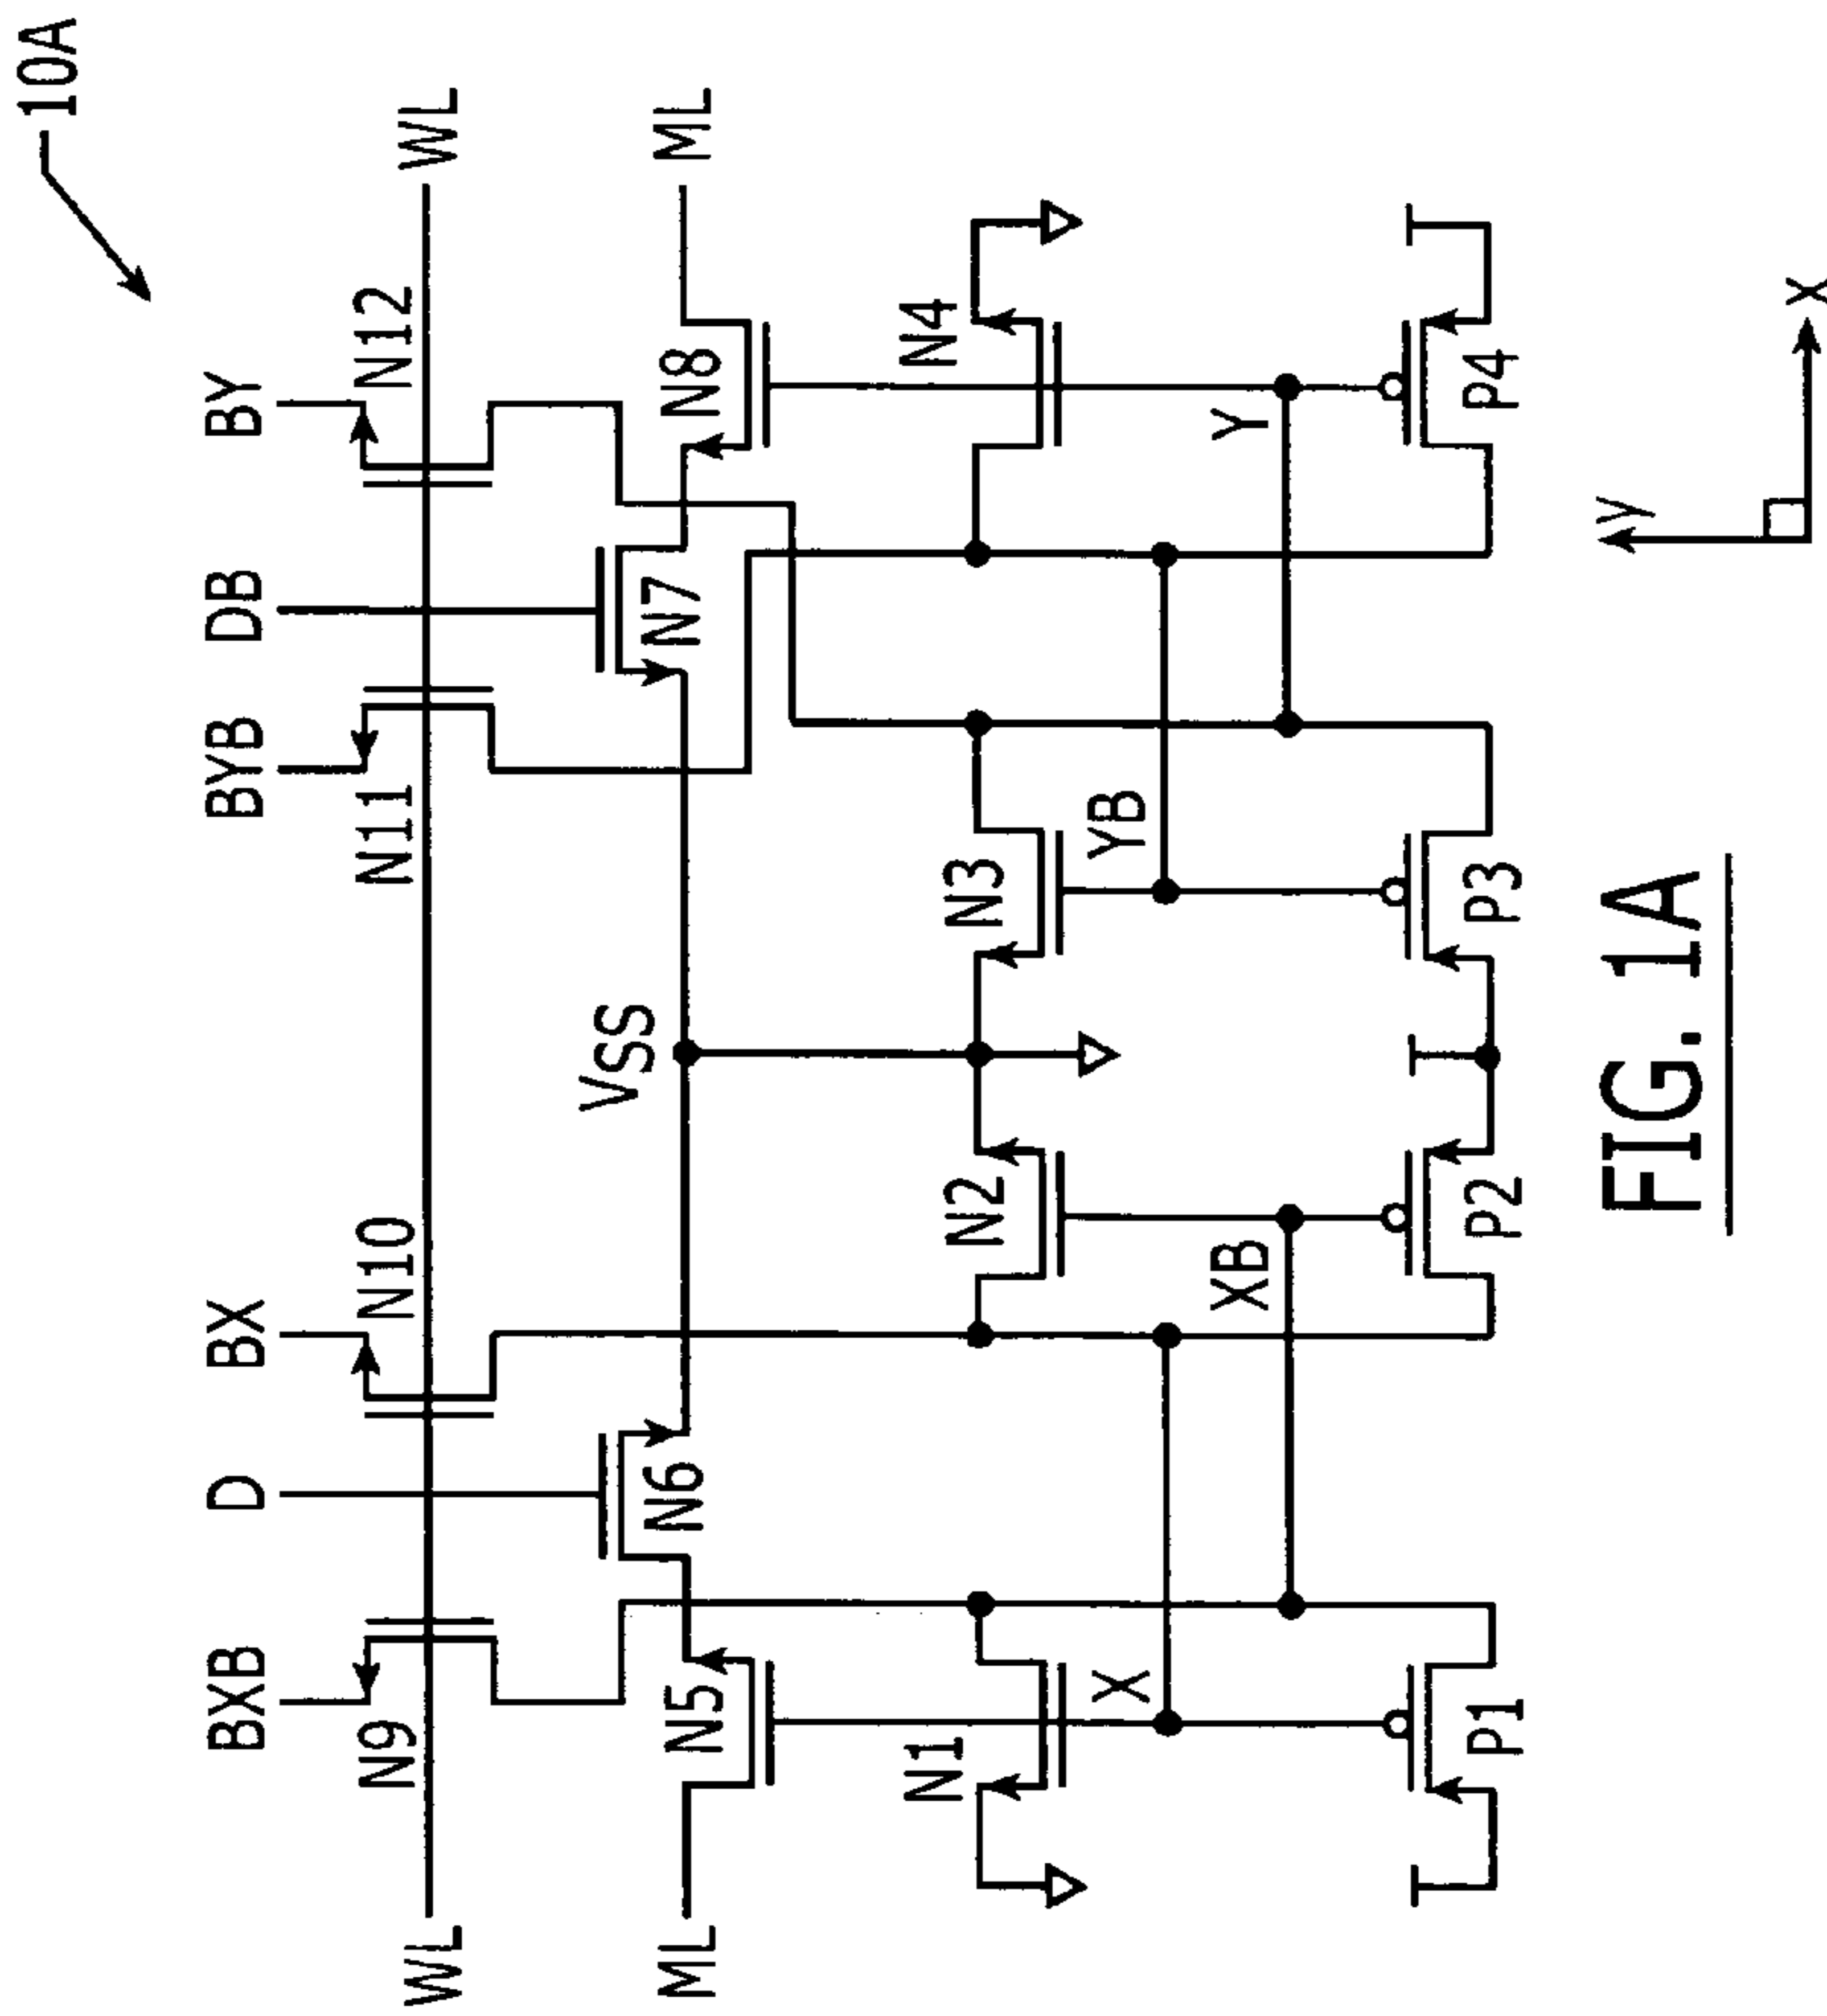 10A
BXB
D
BX
BYB
DB
BY
N9
N10
N11
N12
WL
WL
VSS
N5
N6
N7
N8
ML
ML
N1
N2
N3
N4
X
YB
XB
Y
P1
P2
P3
P4
y
x
FIG. 1A